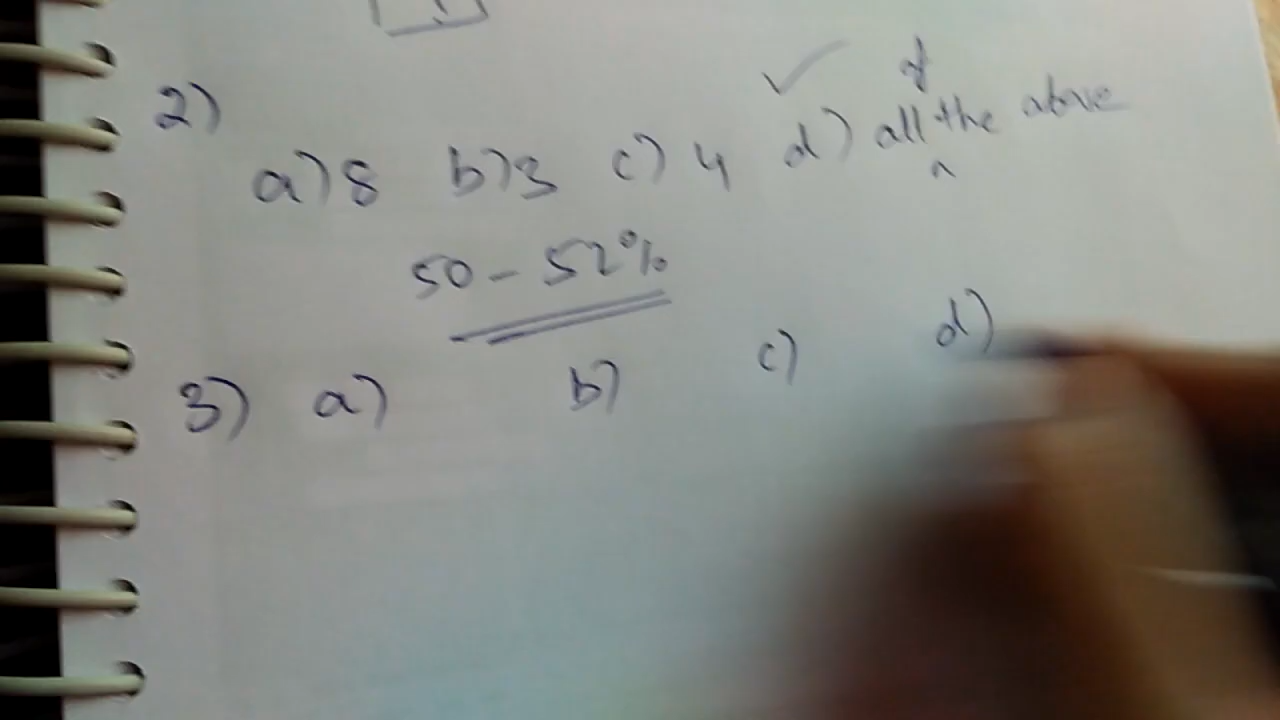 2)
a) 8 b) 3 c) 4 d) all of the above
50 - 52%
3) a) b) c) d)